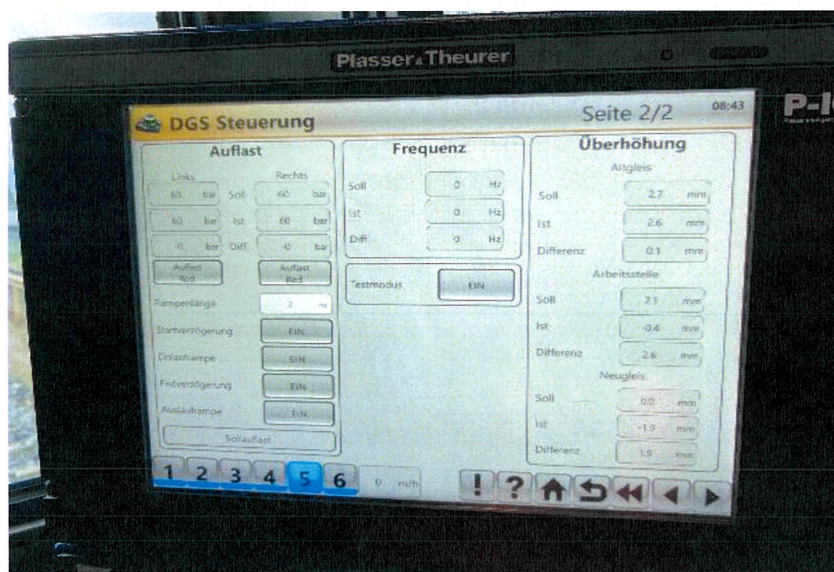 Plasser & Theurer
P-I
DGS Steuerung
Seite 2/2
08:43
Auflast
Links
Rechts
60 bar Soll 60 bar
60 bar Ist 60 bar
-0 bar Diff. -0 bar
Auflast Red.
Auflast Red.
Rampenlänge 2 m
Startverzögerung EIN
Einlauframpe EIN
Endverzögerung EIN
Auslauframpe EIN
Sollauflast
Frequenz
Soll 0 Hz
Ist 0 Hz
Diff 0 Hz
Testmodus EIN
Überhöhung
Altgleis
Soll 2.7 mm
Ist 2.6 mm
Differenz 0.1 mm
Arbeitsstelle
Soll 2.1 mm
Ist -0.4 mm
Differenz 2.6 mm
Neugleis
Soll 0.0 mm
Ist -1.9 mm
Differenz 1.9 mm
1 2 3 4 5 6 0 m/h ! ?